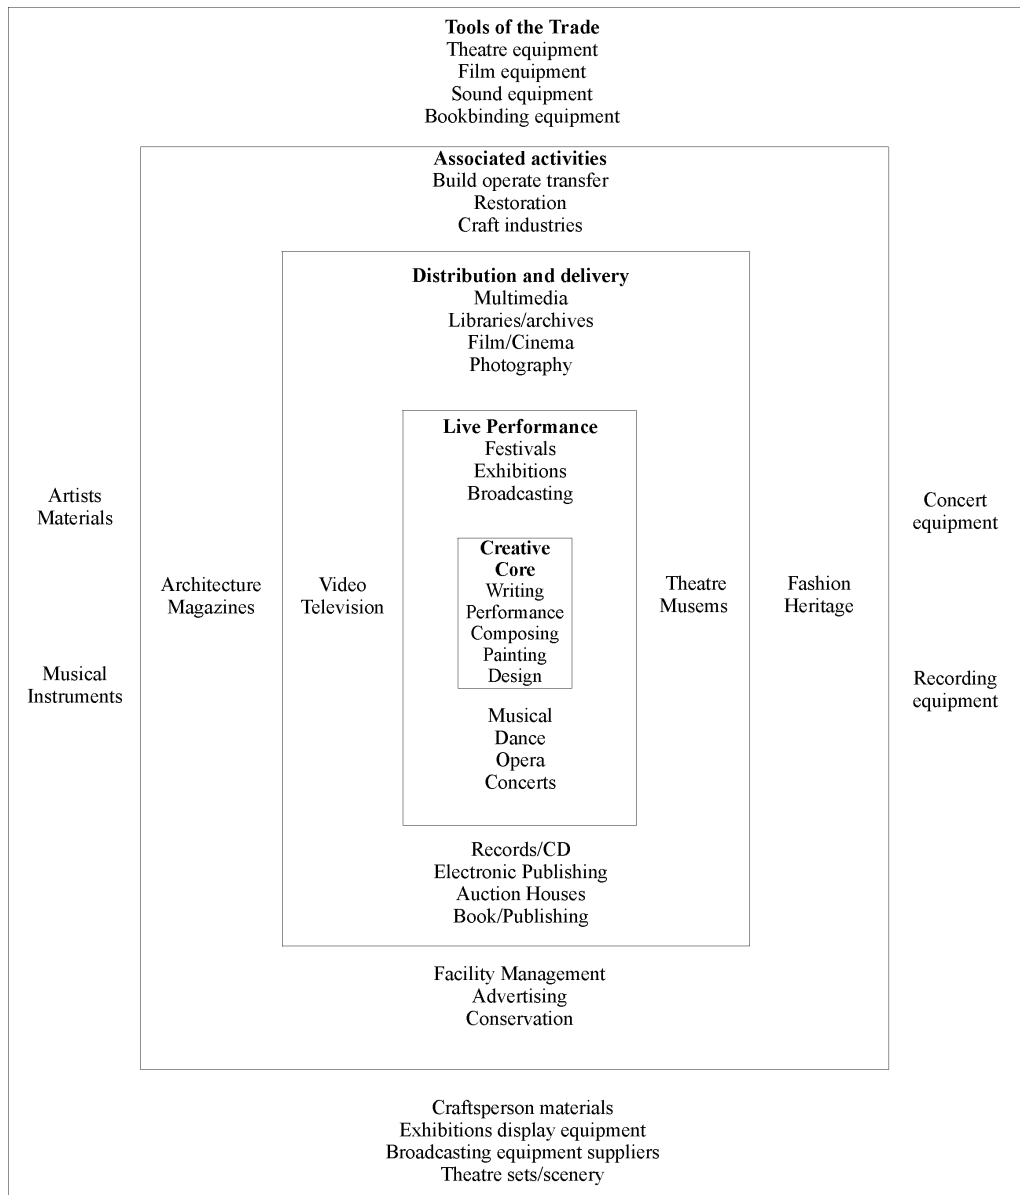 Tools of the Trade
Theatre equipment
Film equipment
Sound equipment
Bookbinding equipment
Associated activities
Build operate transfer
Restoration
Craft industries
Distribution and delivery
Multimedia
Libraries/archives
Film/Cinema
Photography
Live Performance
Festivals
Exhibitions
Broadcasting
Artists
Materials
Musical
Instruments
Architecture
Magazines
Video
Television
Creative
Core
Writing
Performance
Composing
Painting
Design
Theatre
Musems
Fashion
Heritage
Concert
equipment
Recording
equipment
Musical
Dance
Opera
Concerts
Records/CD
Electronic Publishing
Auction Houses
Book/Publishing
Facility Management
Advertising
Conservation
Craftsperson materials
Exhibitions display equipment
Broadcasting equipment suppliers
Theatre sets/scenery